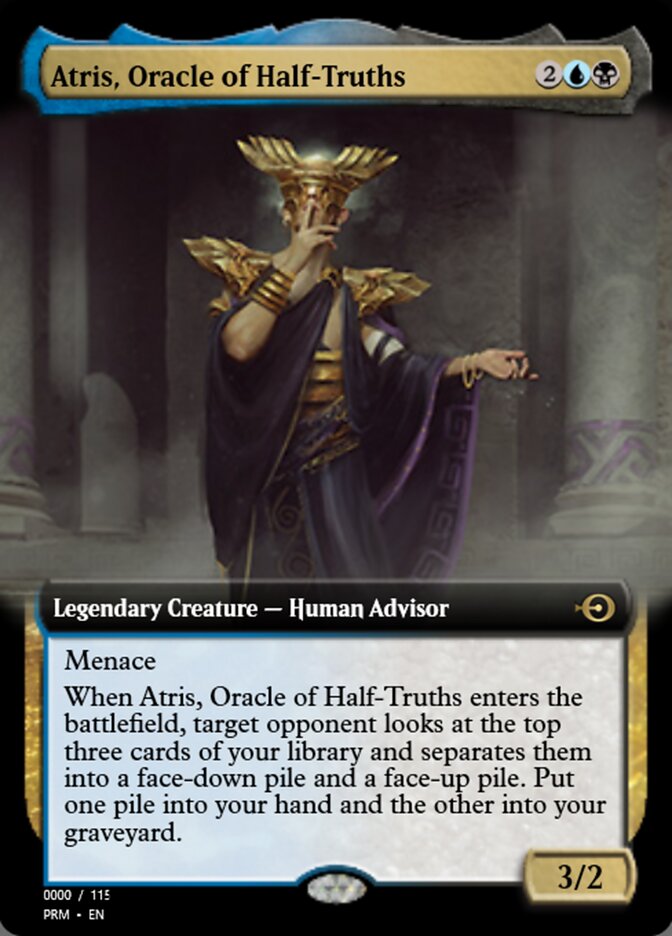 Atris, Oracle of Half-Truths 2
Legendary Creature — Human Advisor
Menace
When Atris, Oracle of Half-Truths enters the
battlefield, target opponent looks at the top
three cards of your library and separates them
into a face-down pile and a face-up pile. Put
one pile into your hand and the other into your
graveyard.
3/2
0000 / 115
PRM • EN